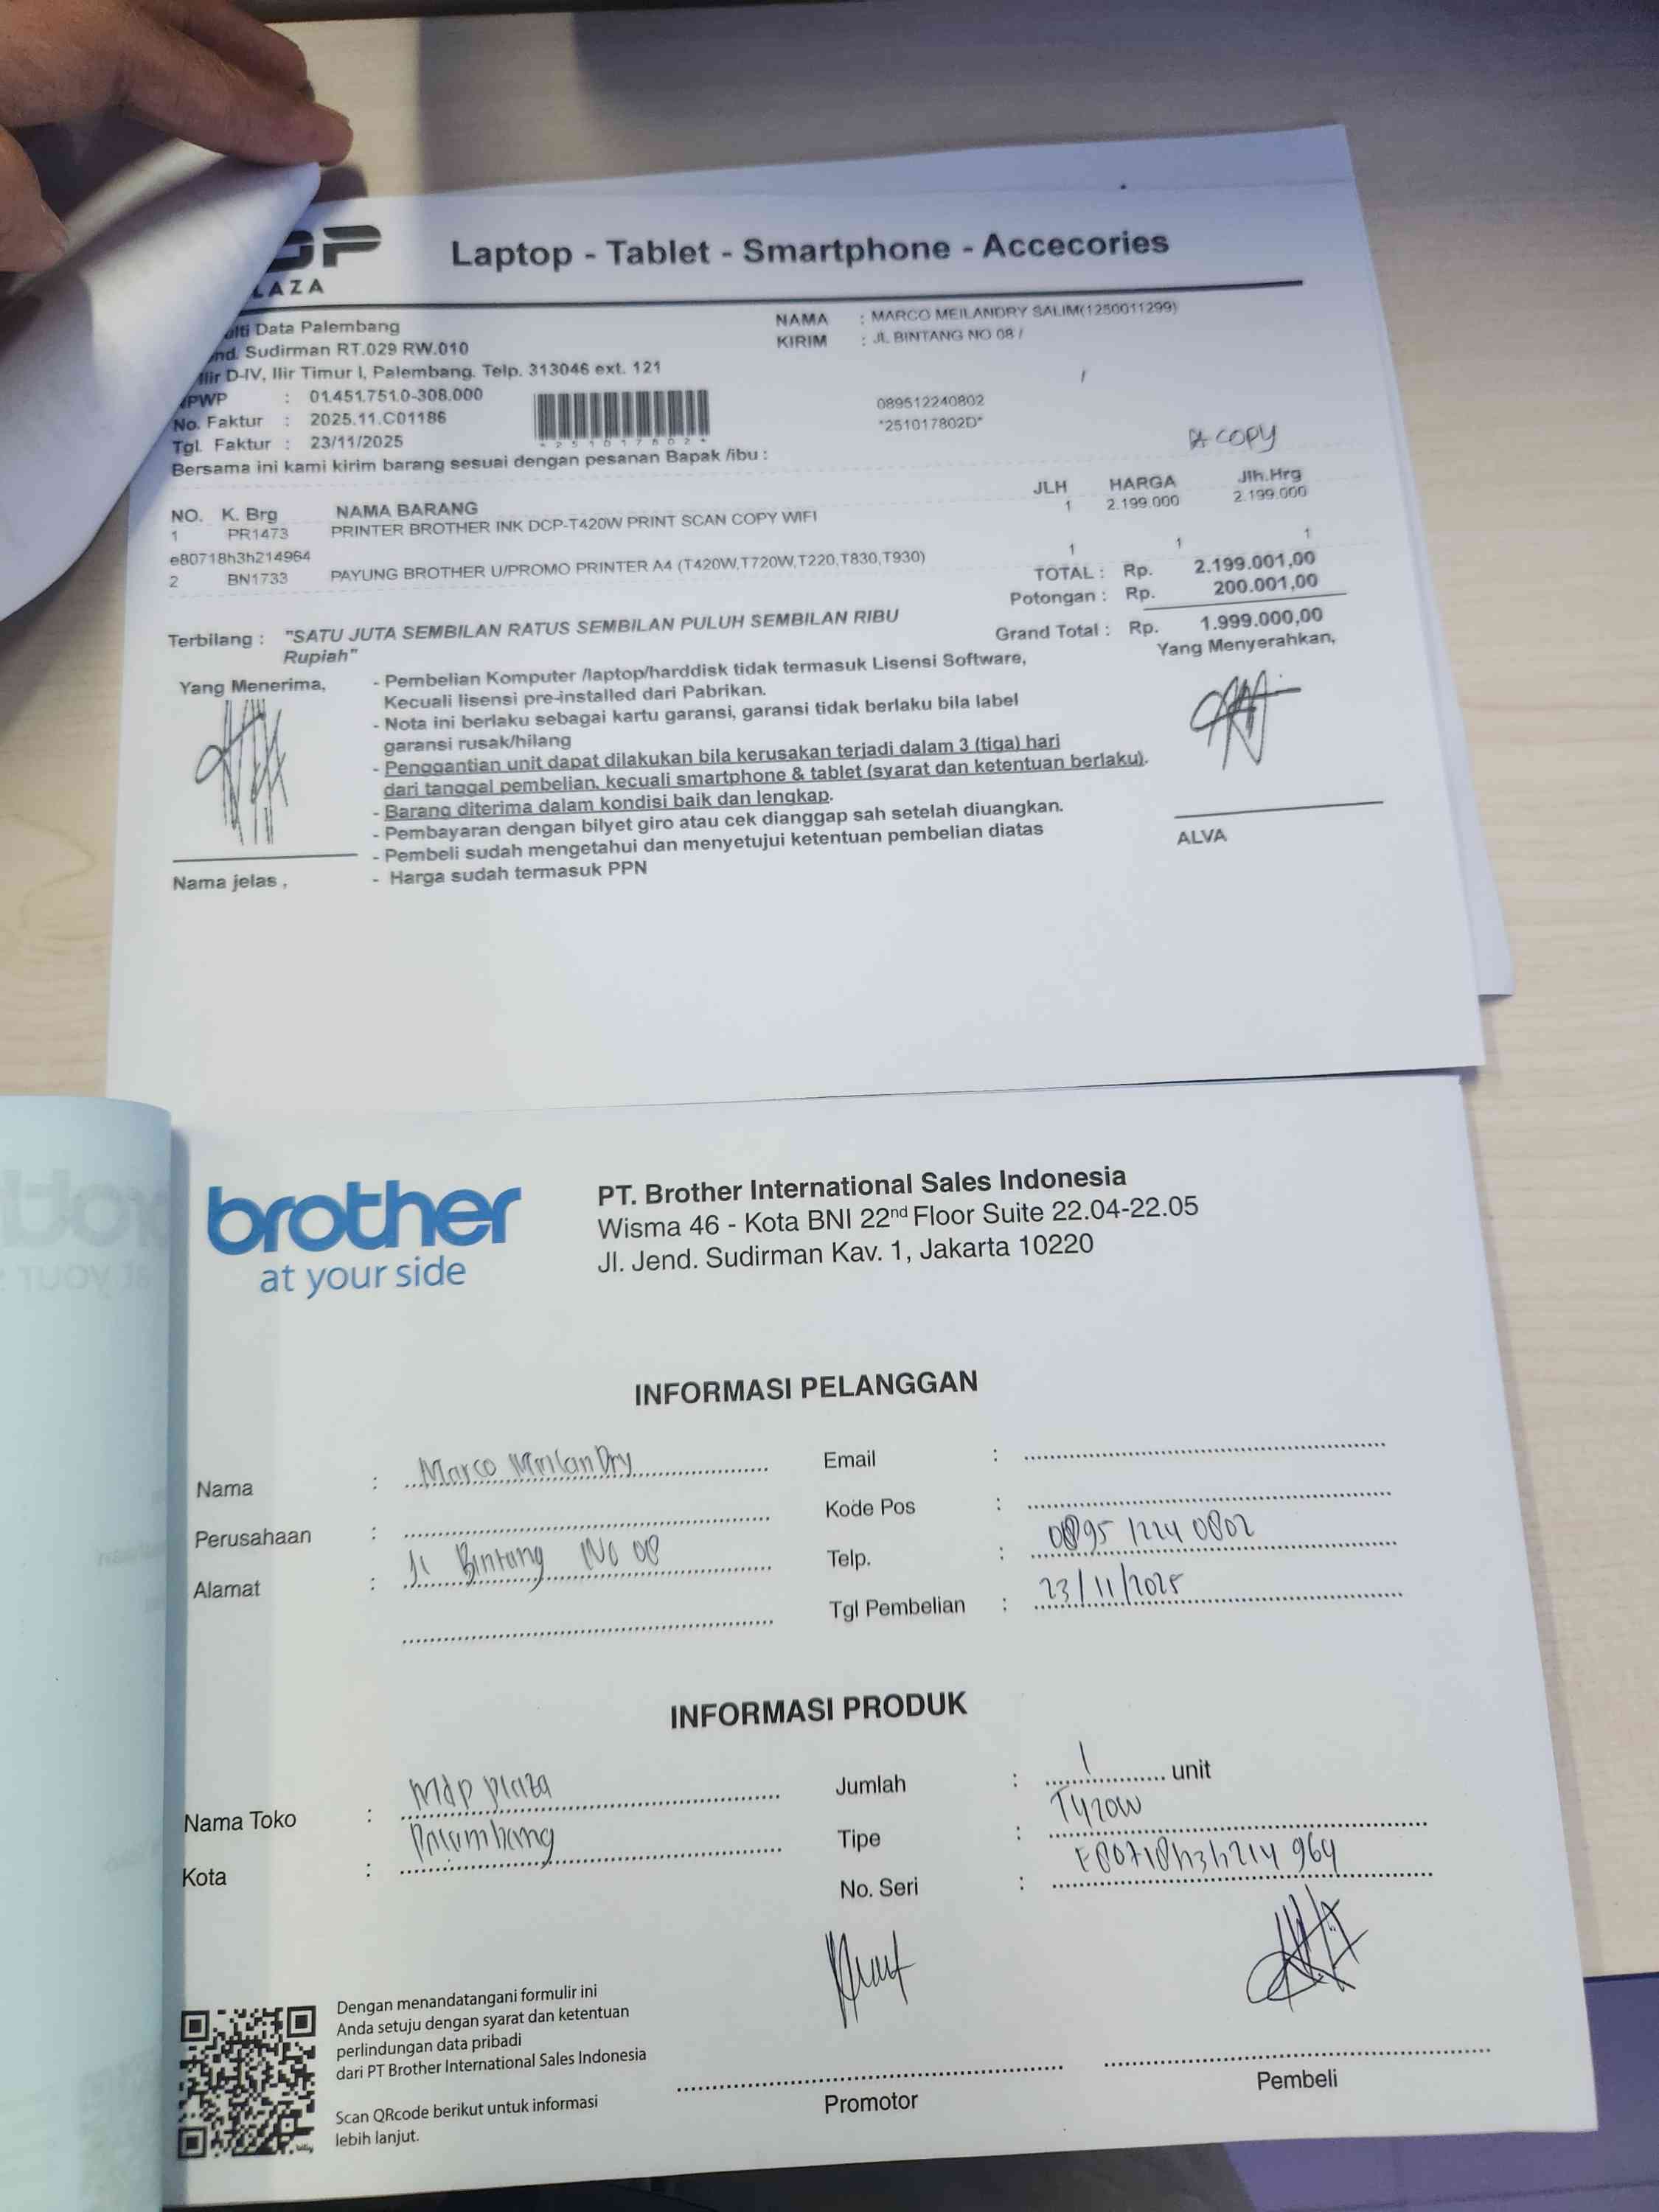 LAZA
Laptop - Tablet - Smartphone - Accecories
ulti Data Palembang
nd. Sudirman RT.029 RW.010
Ilir D-IV, Ilir Timur I, Palembang. Telp. 313046 ext. 121
NPWP : 01.451.751.0-308.000
No. Faktur : 2025.11.C01186
Tgl. Faktur : 23/11/2025
*251017802*
NAMA : MARCO MEILANDRY SALIM(1250011299)
KIRIM : JL BINTANG NO 08 /
/
089512240802
*251017802D*
Bersama ini kami kirim barang sesuai dengan pesanan Bapak /ibu :
COPY
NO. K. Brg NAMA BARANG JLH HARGA Jlh.Hrg
1 PR1473 PRINTER BROTHER INK DCP-T420W PRINT SCAN COPY WIFI 1 2.199.000 2.199.000
e80718h3h214964
2 BN1733 PAYUNG BROTHER U/PROMO PRINTER A4 (T420W,T720W,T220,T830,T930) 1 1 1
TOTAL : Rp. 2.199.001,00
Potongan : Rp. 200.001,00
Grand Total : Rp. 1.999.000,00
Terbilang : "SATU JUTA SEMBILAN RATUS SEMBILAN PULUH SEMBILAN RIBU
Rupiah"
Yang Menerima,
Yang Menyerahkan,
- Pembelian Komputer /laptop/harddisk tidak termasuk Lisensi Software,
Kecuali lisensi pre-installed dari Pabrikan.
- Nota ini berlaku sebagai kartu garansi, garansi tidak berlaku bila label
garansi rusak/hilang
- Penggantian unit dapat dilakukan bila kerusakan terjadi dalam 3 (tiga) hari
dari tanggal pembelian, kecuali smartphone & tablet (syarat dan ketentuan berlaku).
- Barang diterima dalam kondisi baik dan lengkap.
- Pembayaran dengan bilyet giro atau cek dianggap sah setelah diuangkan.
- Pembeli sudah mengetahui dan menyetujui ketentuan pembelian diatas
- Harga sudah termasuk PPN
Nama jelas ,
ALVA
brother
at your side
PT. Brother International Sales Indonesia
Wisma 46 - Kota BNI 22nd Floor Suite 22.04-22.05
Jl. Jend. Sudirman Kav. 1, Jakarta 10220
INFORMASI PELANGGAN
Nama : Marco MeilanDry
Perusahaan :
Alamat : Jl Bintang No 08
Email :
Kode Pos :
Telp. : 0895 1224 0802
Tgl Pembelian : 23/11/2025
INFORMASI PRODUK
Nama Toko : Mdp plaza
Kota : Palembang
Jumlah : 1 unit
Tipe : T420W
No. Seri : E80718h3h214 964
Dengan menandatangani formulir ini
Anda setuju dengan syarat dan ketentuan
perlindungan data pribadi
dari PT Brother International Sales Indonesia
Scan QRcode berikut untuk informasi
lebih lanjut.
Promotor
Pembeli